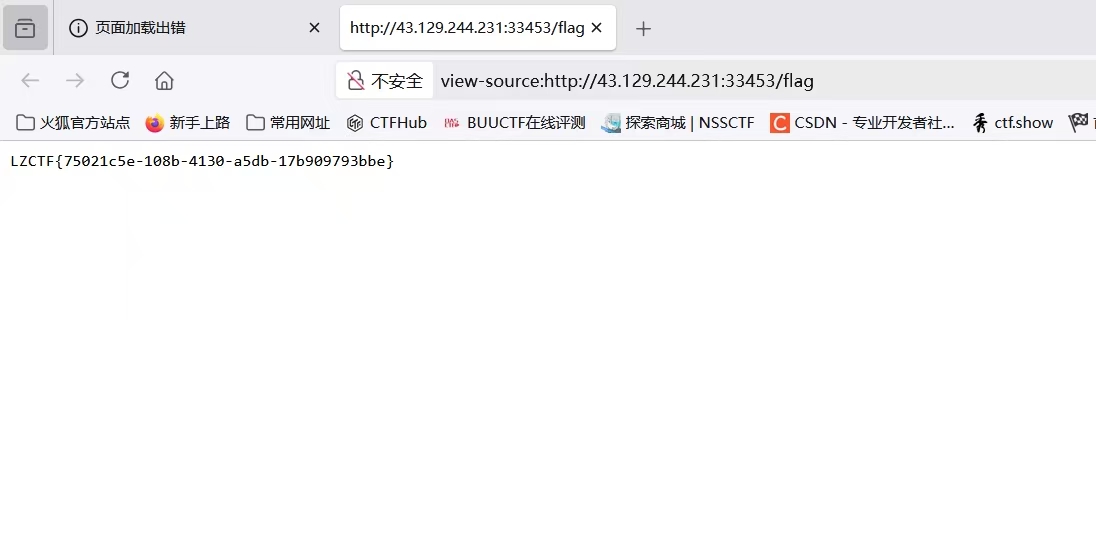 页面加载出错
http://43.129.244.231:33453/flag
不安全 view-source:http://43.129.244.231:33453/flag
火狐官方站点 新手上路 常用网址 CTFHub BUUCTF在线评测 探索商城 | NSSCTF CSDN - 专业开发者社... ctf.show
LZCTF{75021c5e-108b-4130-a5db-17b909793bbe}